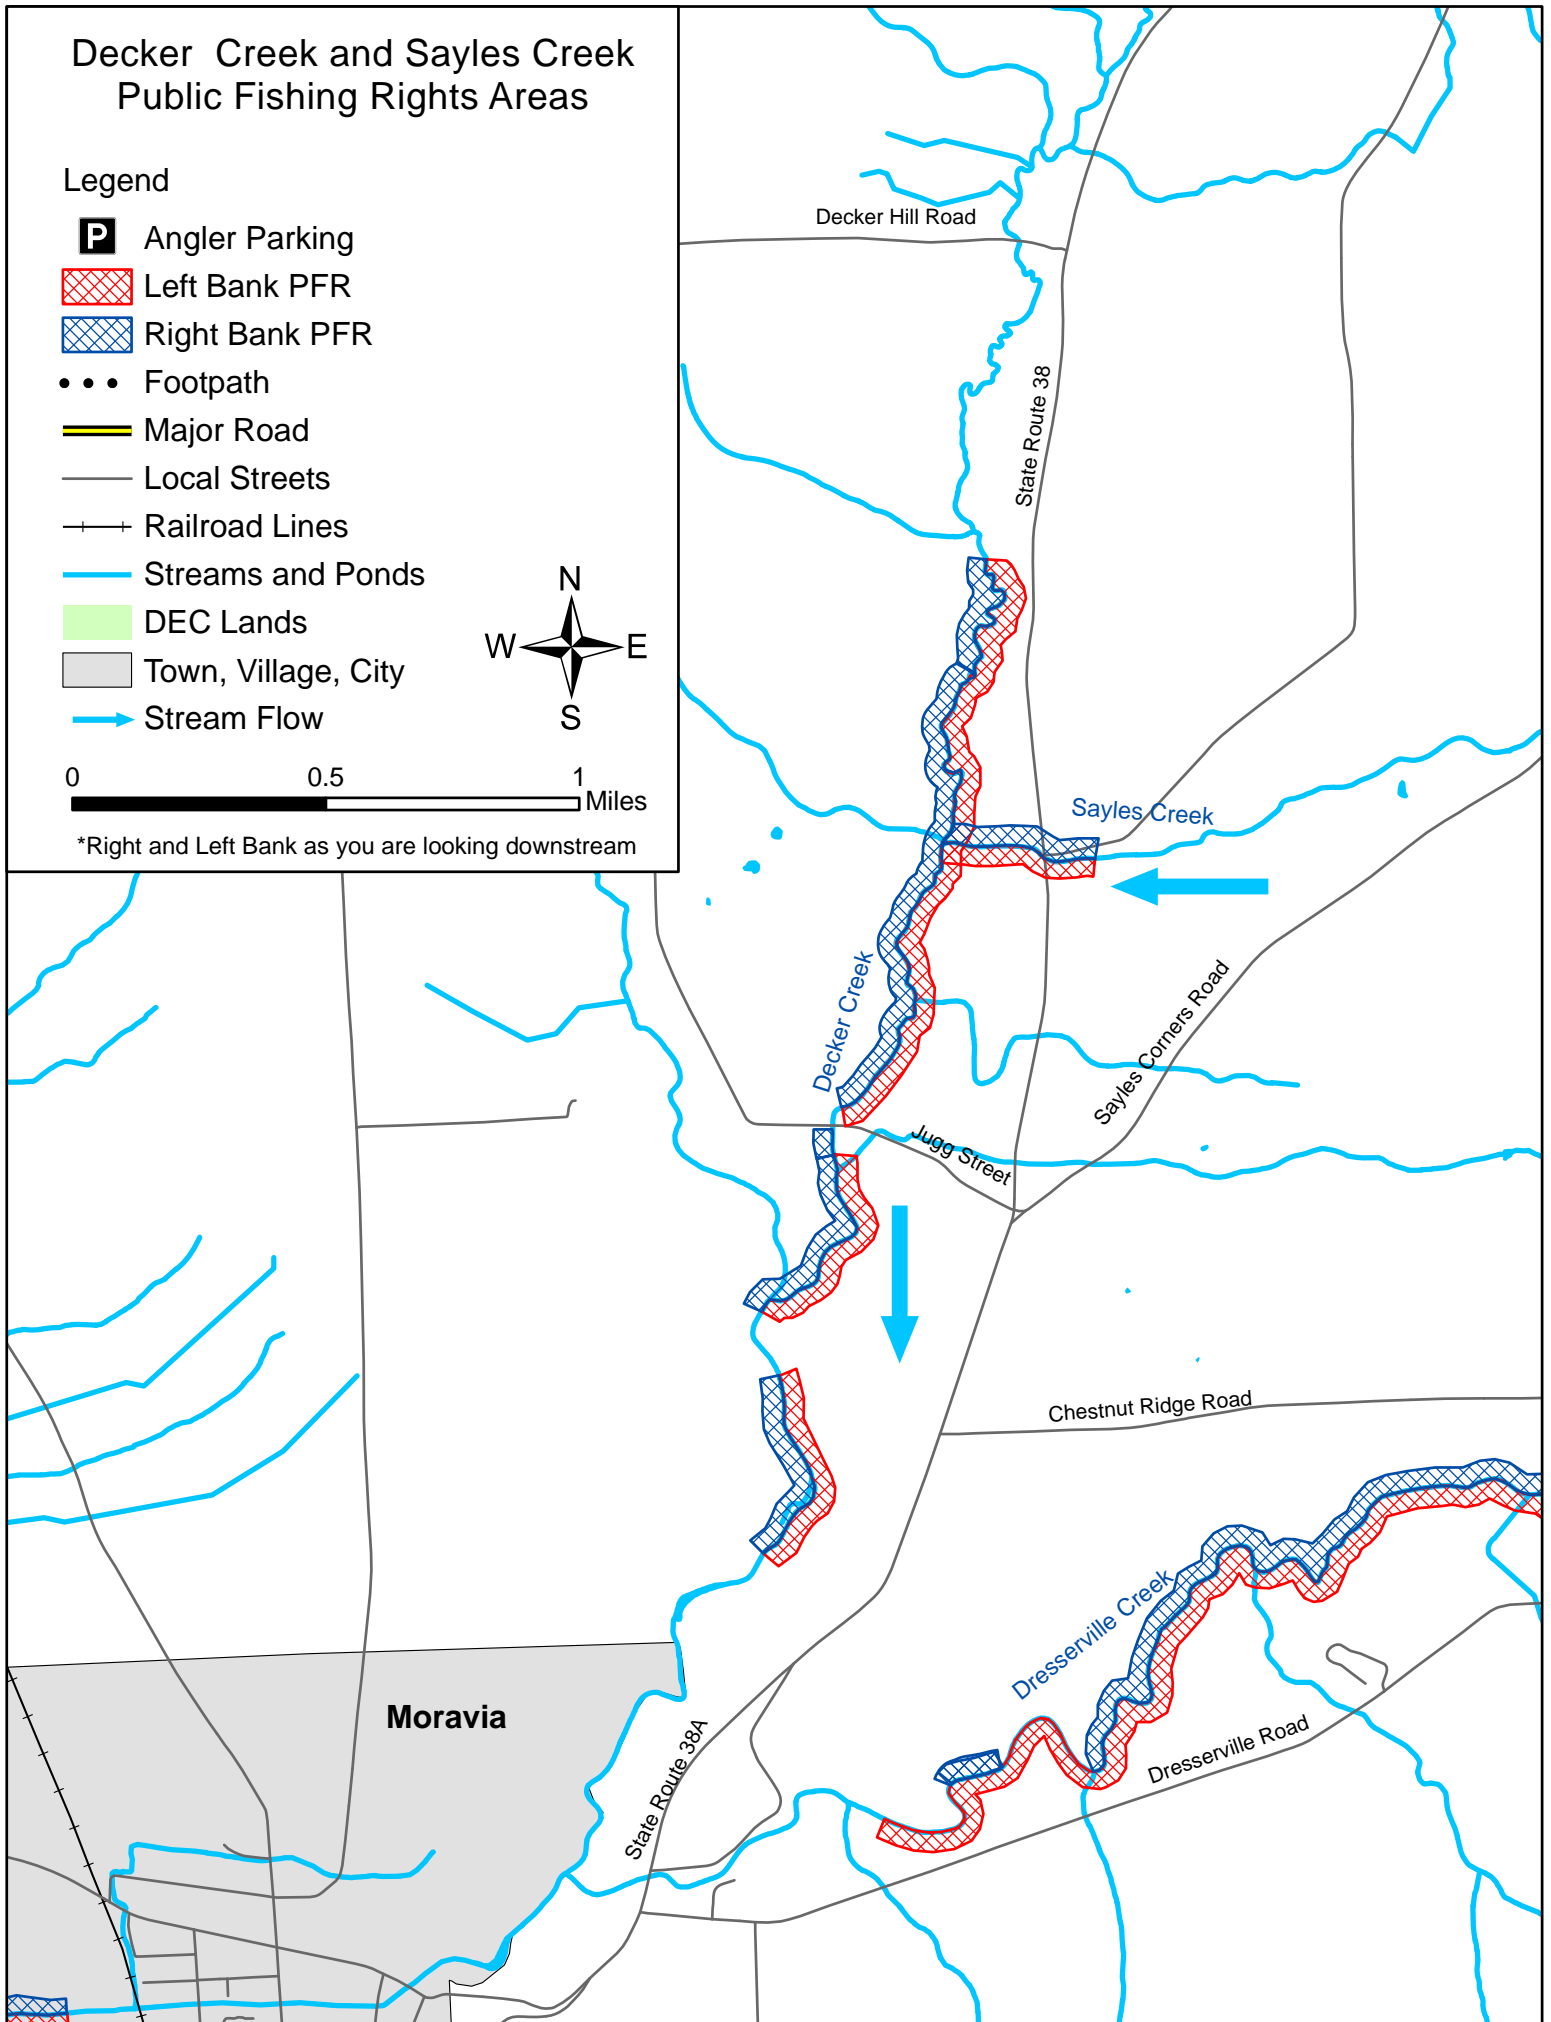 Decker  Creek and Sayles Creek
Public Fishing Rights Areas
Legend
P Angler Parking
Left Bank PFR
Right Bank PFR
Footpath
Major Road
Local Streets
Railroad Lines
Streams and Ponds
DEC Lands
Town, Village, City
Stream Flow
N
W E
S
0 0.5 1
Miles
*Right and Left Bank as you are looking downstream
Decker Hill Road
State Route 38
Sayles Creek
Decker Creek
Sayles Corners Road
Jugg Street
Chestnut Ridge Road
Dresserville Creek
Moravia
State Route 38A
Dresserville Road